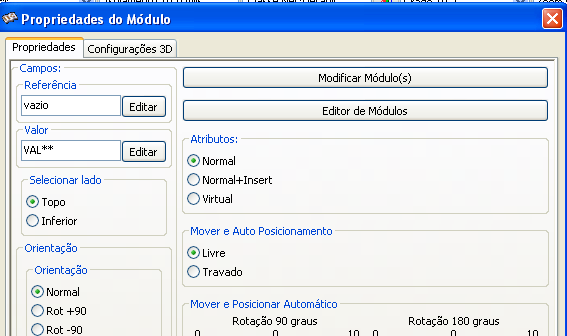 Propriedades do Módulo
Propriedades
Configurações 3D
Campos:
Referência
vazio
Editar
Valor
VAL**
Editar
Selecionar lado
Topo
Inferior
Orientação
Orientação
Normal
Rot +90
Rot -90
Modificar Módulo(s)
Editor de Módulos
Atributos:
Normal
Normal+Insert
Virtual
Mover e Auto Posicionamento
Livre
Travado
Mover e Posicionar Automático
Rotação 90 graus
Rotação 180 graus
0 10 0 10